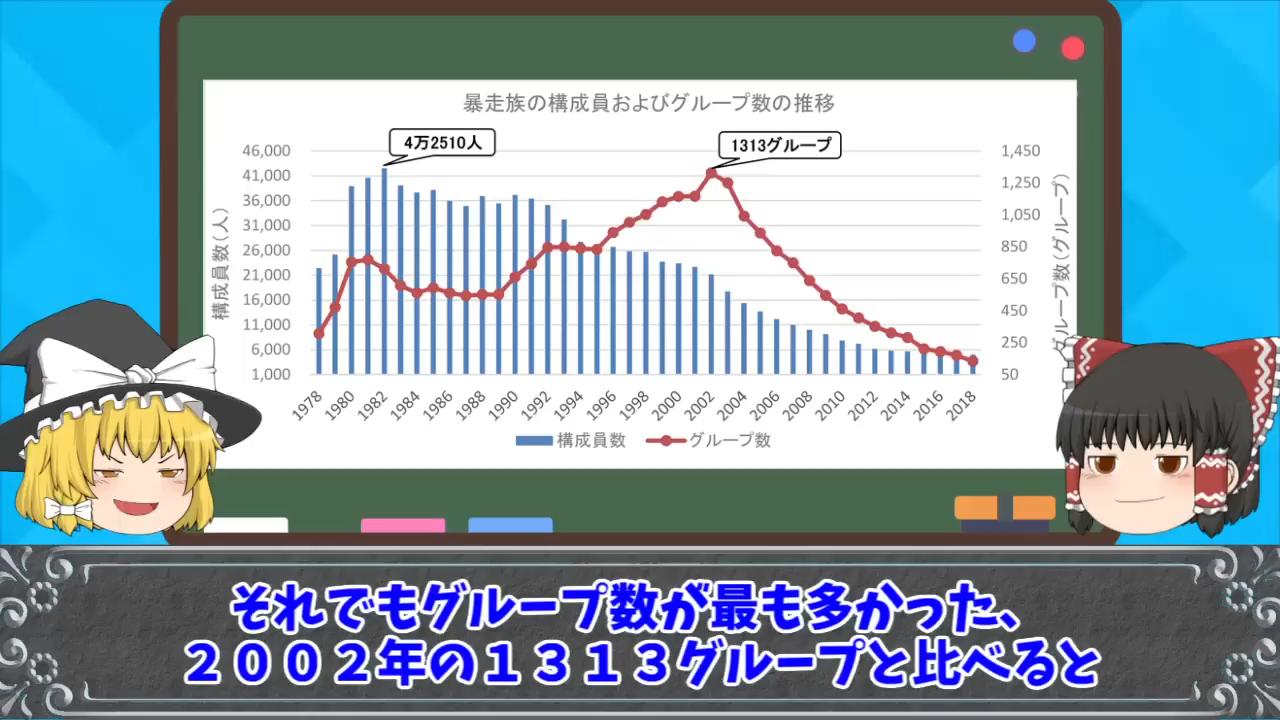 暴走族の構成員およびグループ数の推移
4万2510人
1313グループ
46,000
41,000
36,000
31,000
26,000
21,000
16,000
11,000
6,000
1,000
構成員数(人)
1,450
1,250
1,050
850
650
450
250
50
グループ数(グループ)
1978 1980 1982 1984 1986 1988 1990 1992 1994 1996 1998 2000 2002 2004 2006 2008 2010 2012 2014 2016 2018
構成員数 グループ数
それでもグループ数が最も多かった、
２００２年の１３１３グループと比べると